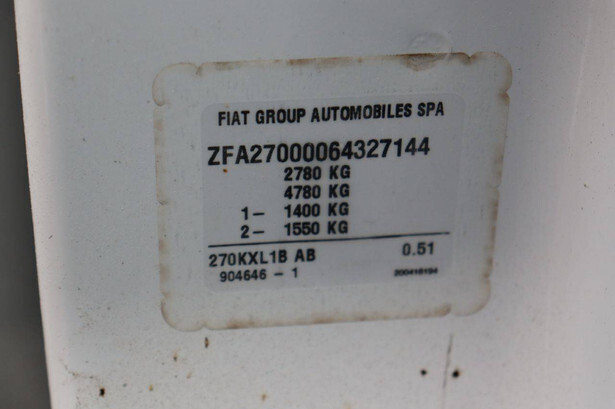 FIAT GROUP AUTOMOBILES SPA
ZFA27000064327144
2780 KG
4780 KG
1- 1400 KG
2- 1550 KG
270KXL1B AB 0.51
904646 - 1